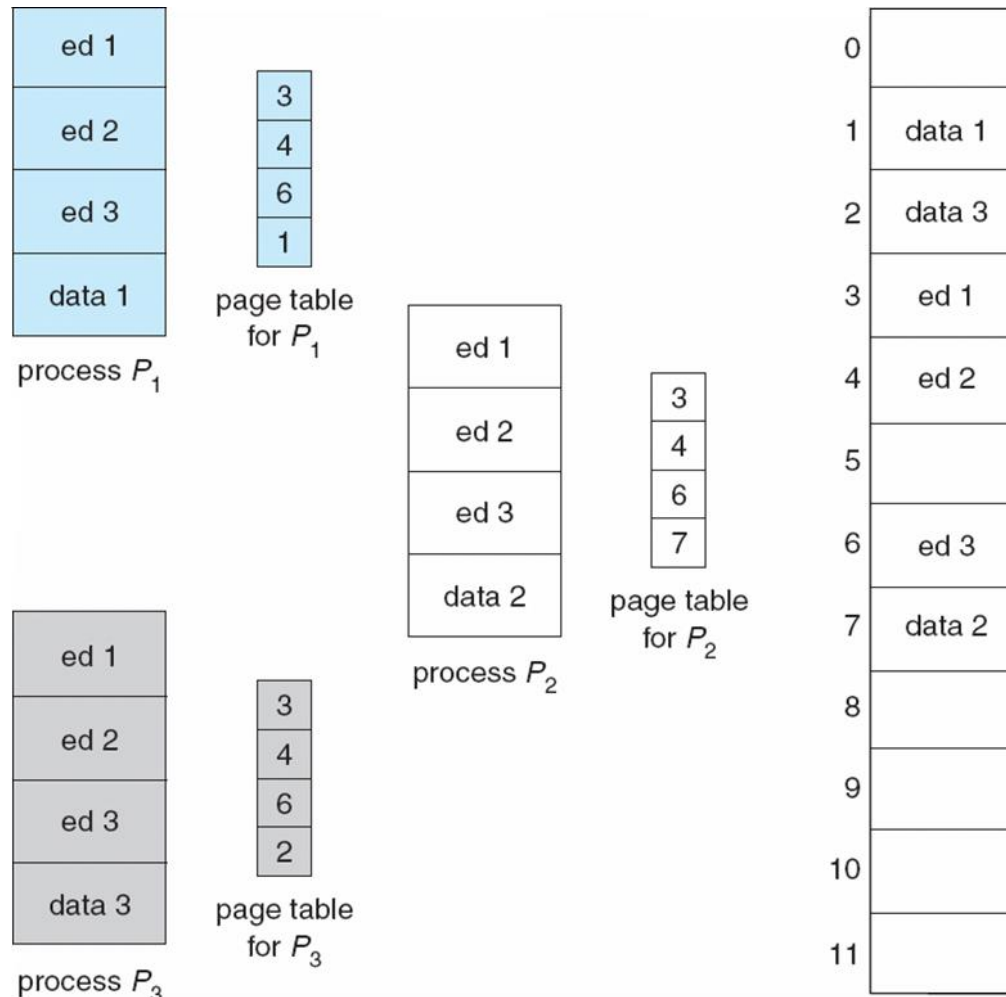 ed 1
ed 2
ed 3
data 1
process P1
3
4
6
1
page table
for P1
ed 1
ed 2
ed 3
data 2
process P2
3
4
6
7
page table
for P2
ed 1
ed 2
ed 3
data 3
process P3
3
4
6
2
page table
for P3
0
1 data 1
2 data 3
3 ed 1
4 ed 2
5
6 ed 3
7 data 2
8
9
10
11